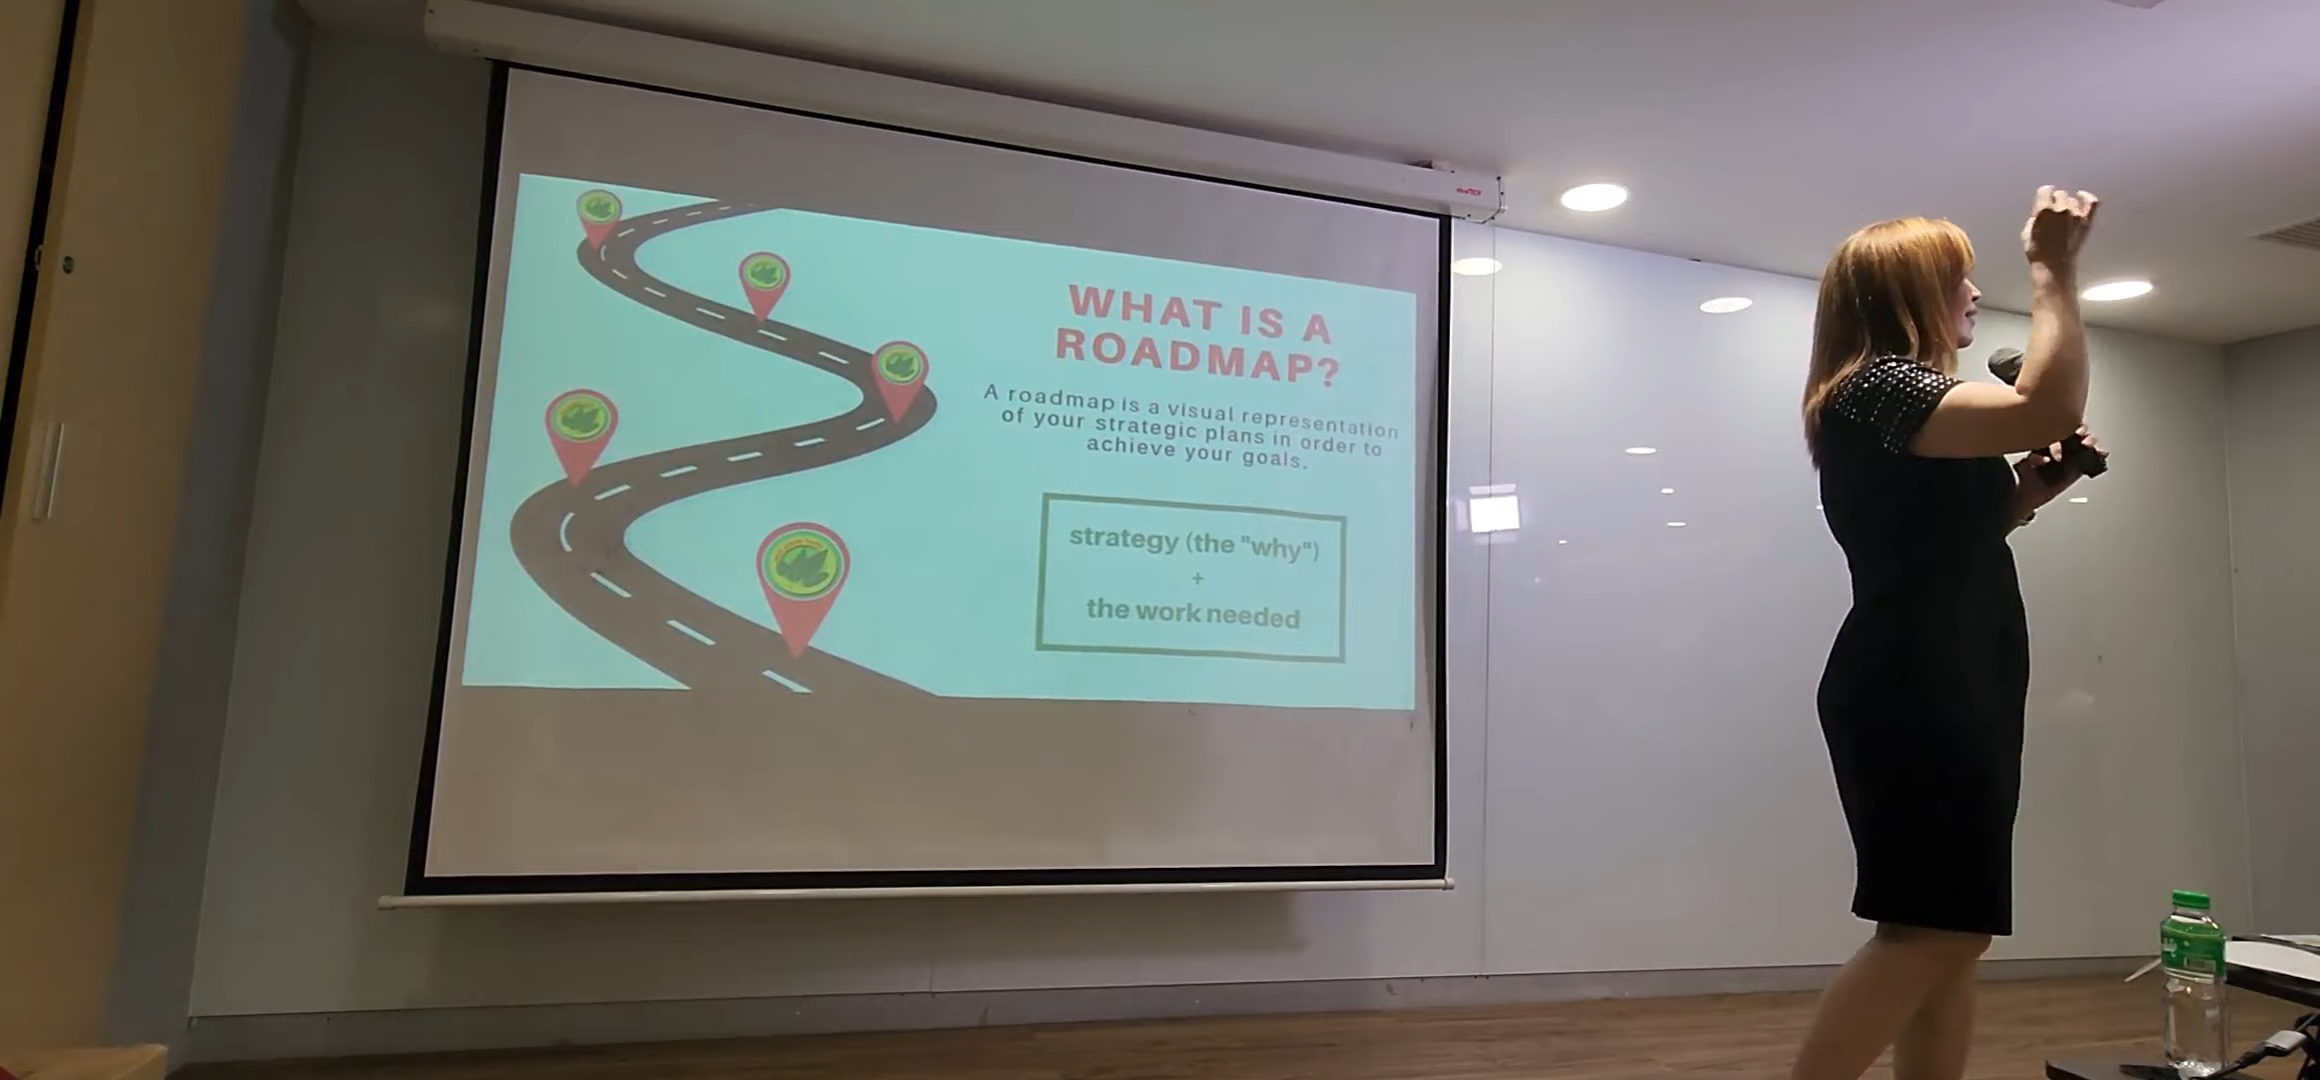 WHAT IS A
ROADMAP?
A roadmap is a visual representation
of your strategic plans in order to
achieve your goals.
strategy (the "why")
+
the work needed